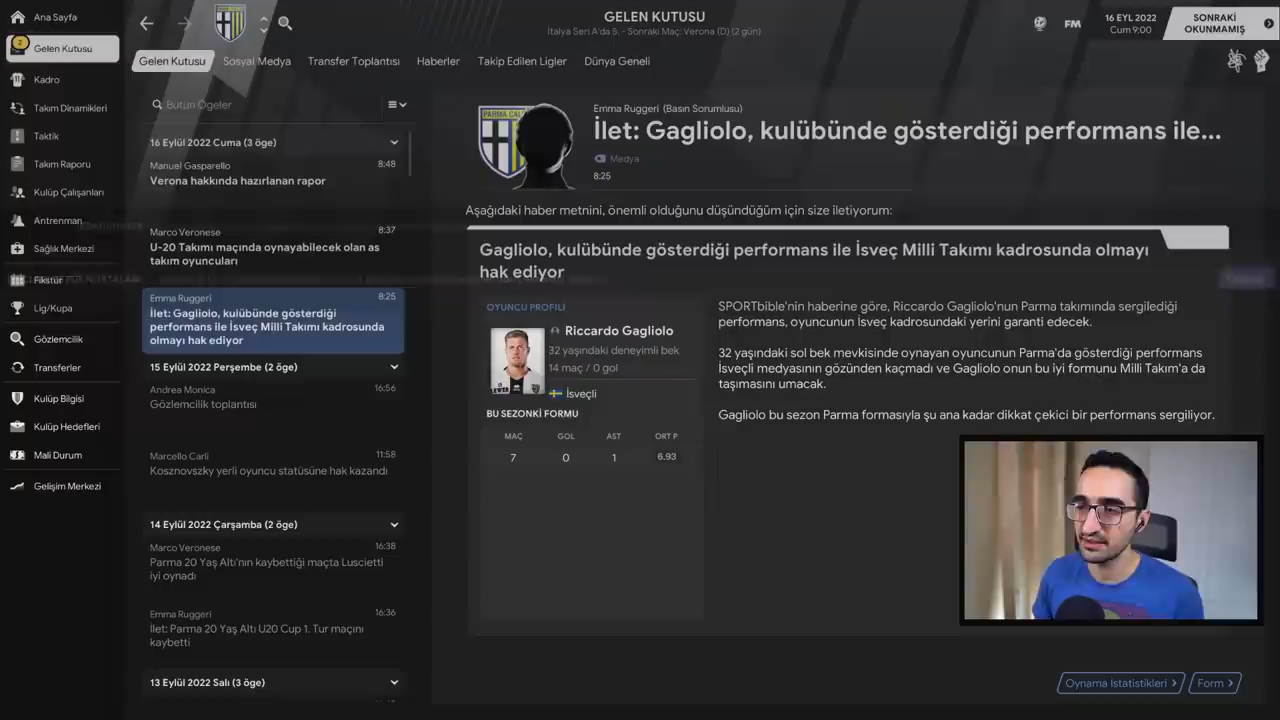 Ana Sayfa
2
Gelen Kutusu
Kadro
Takım Dinamikleri
Taktik
Takım Raporu
Kulüp Çalışanları
Antrenman
Sağlık Merkezi
Fikstür
Lig/Kupa
Gözlemcilik
Transferler
Kulüp Bilgisi
Kulüp Hedefleri
Mali Durum
Gelişim Merkezi
GELEN KUTUSU
İtalya Seri A'da 5. - Sonraki Maç: Verona (D) (2 gün)
FM
16 EYL 2022
Cum 9:00
SONRAKİ
OKUNMAMIŞ
Gelen Kutusu
Sosyal Medya
Transfer Toplantısı
Haberler
Takip Edilen Ligler
Dünya Geneli
Bütün Ögeler
16 Eylül 2022 Cuma (3 öge)
Manuel Gasparello 8:48
Verona hakkında hazırlanan rapor
Marco Veronese 8:37
U-20 Takımı maçında oynayabilecek olan as
takım oyuncuları
Emma Ruggeri 8:25
İlet: Gagliolo, kulübünde gösterdiği
performans ile İsveç Milli Takımı kadrosunda
olmayı hak ediyor
15 Eylül 2022 Perşembe (2 öge)
Andrea Monica 16:56
Gözlemcilik toplantısı
Marcello Carli 11:58
Kosznovszky yerli oyuncu statüsüne hak kazandı
14 Eylül 2022 Çarşamba (2 öge)
Marco Veronese 16:38
Parma 20 Yaş Altı'nın kaybettiği maçta Luscietti
iyi oynadı
Emma Ruggeri 16:36
İlet: Parma 20 Yaş Altı U20 Cup 1. Tur maçını
kaybetti
13 Eylül 2022 Salı (3 öge)
Emma Ruggeri (Basın Sorumlusu)
İlet: Gagliolo, kulübünde gösterdiği performans ile...
Medya
8:25
Aşağıdaki haber metnini, önemli olduğunu düşündüğüm için size iletiyorum:
Gagliolo, kulübünde gösterdiği performans ile İsveç Milli Takımı kadrosunda olmayı
hak ediyor
OYUNCU PROFİLİ
Riccardo Gagliolo
32 yaşındaki deneyimli bek
14 maç / 0 gol
İsveçli
BU SEZONKİ FORMU
MAÇ GOL AST ORT P
7 0 1 6.93
SPORTbible'nin haberine göre, Riccardo Gagliolo'nun Parma takımında sergilediği
performans, oyuncunun İsveç kadrosundaki yerini garanti edecek.
32 yaşındaki sol bek mevkisinde oynayan oyuncunun Parma'da gösterdiği performans
İsveçli medyasının gözünden kaçmadı ve Gagliolo onun bu iyi formunu Milli Takım'a da
taşımasını umacak.
Gagliolo bu sezon Parma formasıyla şu ana kadar dikkat çekici bir performans sergiliyor.
Oynama İstatistikleri
Form